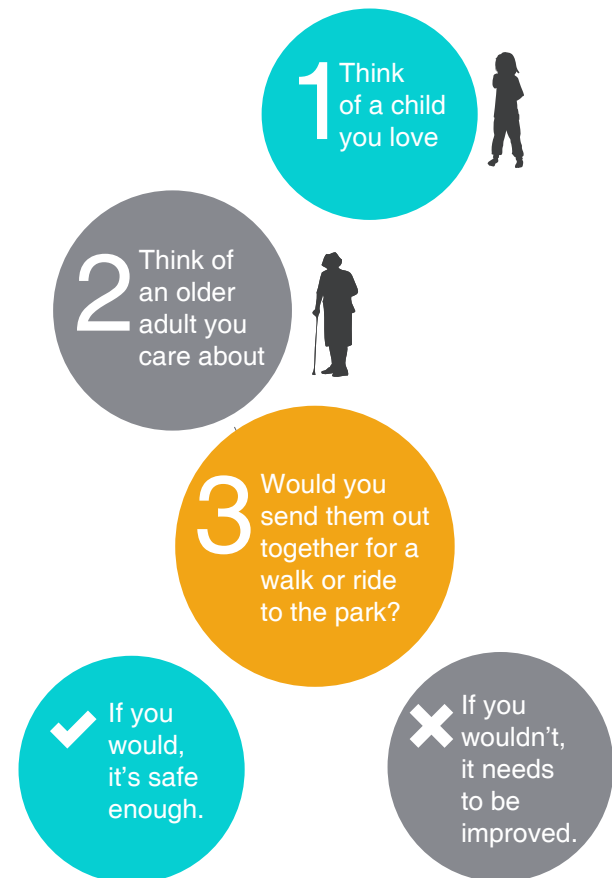 1
Think
of a child
you love
2
Think of
an older
adult you
care about
3
Would you
send them out
together for a
walk or ride
to the park?
If you
would,
it's safe
enough.
If you
wouldn't,
it needs
to be
improved.